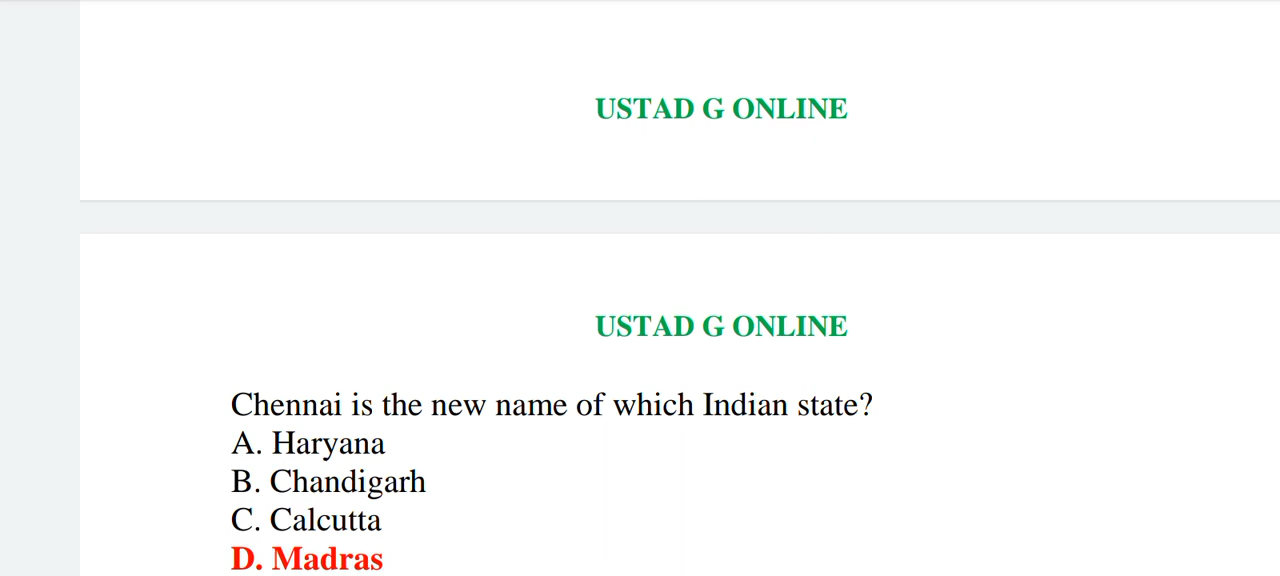 USTAD G ONLINE
USTAD G ONLINE
Chennai is the new name of which Indian state?
A. Haryana
B. Chandigarh
C. Calcutta
D. Madras